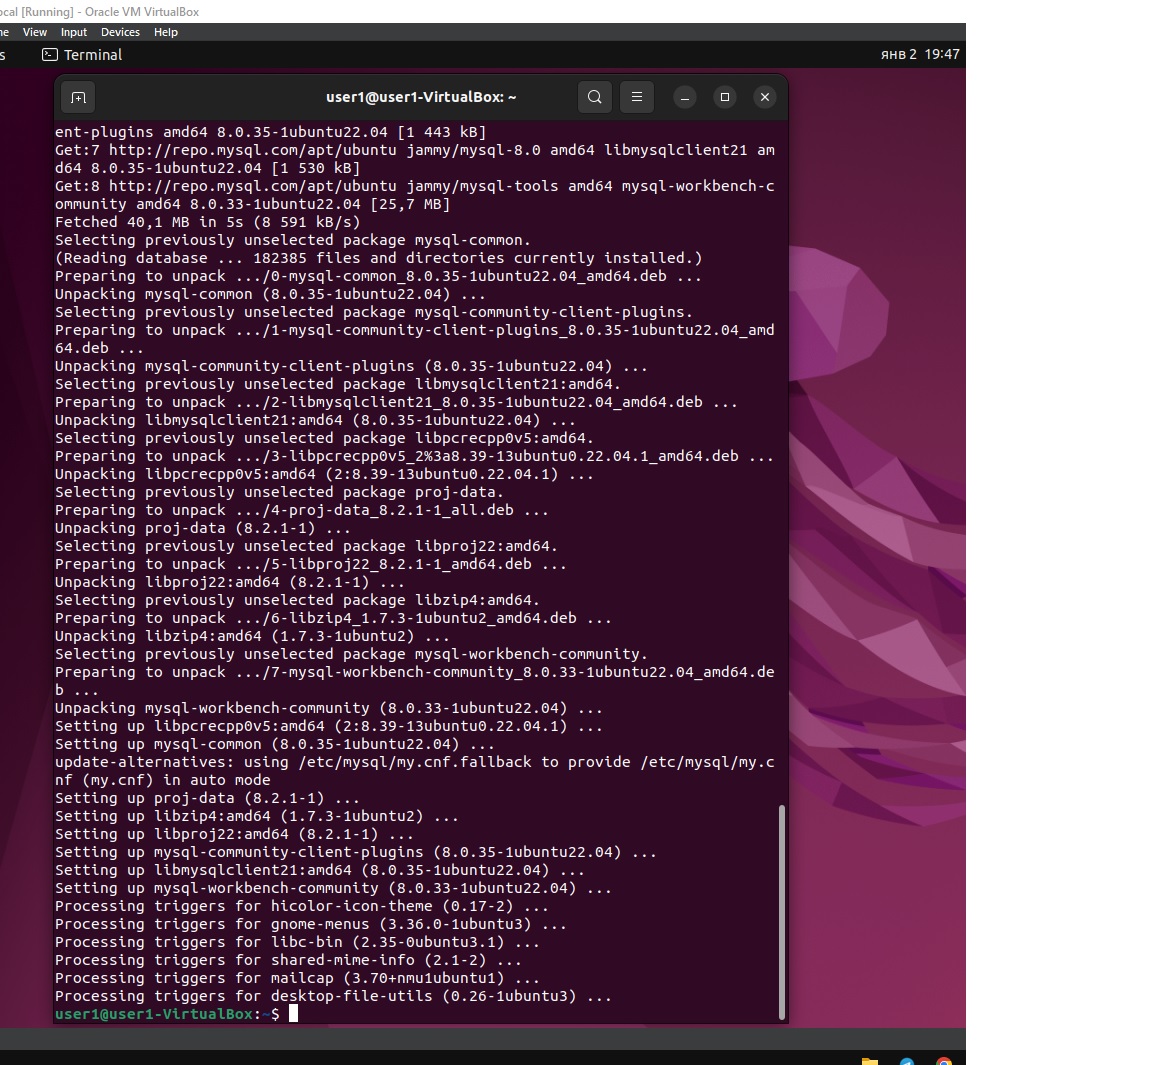 ocal [Running] - Oracle VM VirtualBox
ne View Input Devices Help
s Terminal янв 2 19:47
user1@user1-VirtualBox: ~
ent-plugins amd64 8.0.35-1ubuntu22.04 [1 443 kB]
Get:7 http://repo.mysql.com/apt/ubuntu jammy/mysql-8.0 amd64 libmysqlclient21 am
d64 8.0.35-1ubuntu22.04 [1 530 kB]
Get:8 http://repo.mysql.com/apt/ubuntu jammy/mysql-tools amd64 mysql-workbench-c
ommunity amd64 8.0.33-1ubuntu22.04 [25,7 MB]
Fetched 40,1 MB in 5s (8 591 kB/s)
Selecting previously unselected package mysql-common.
(Reading database ... 182385 files and directories currently installed.)
Preparing to unpack .../0-mysql-common_8.0.35-1ubuntu22.04_amd64.deb ...
Unpacking mysql-common (8.0.35-1ubuntu22.04) ...
Selecting previously unselected package mysql-community-client-plugins.
Preparing to unpack .../1-mysql-community-client-plugins_8.0.35-1ubuntu22.04_amd
64.deb ...
Unpacking mysql-community-client-plugins (8.0.35-1ubuntu22.04) ...
Selecting previously unselected package libmysqlclient21:amd64.
Preparing to unpack .../2-libmysqlclient21_8.0.35-1ubuntu22.04_amd64.deb ...
Unpacking libmysqlclient21:amd64 (8.0.35-1ubuntu22.04) ...
Selecting previously unselected package libpcrecpp0v5:amd64.
Preparing to unpack .../3-libpcrecpp0v5_2%3a8.39-13ubuntu0.22.04.1_amd64.deb ...
Unpacking libpcrecpp0v5:amd64 (2:8.39-13ubuntu0.22.04.1) ...
Selecting previously unselected package proj-data.
Preparing to unpack .../4-proj-data_8.2.1-1_all.deb ...
Unpacking proj-data (8.2.1-1) ...
Selecting previously unselected package libproj22:amd64.
Preparing to unpack .../5-libproj22_8.2.1-1_amd64.deb ...
Unpacking libproj22:amd64 (8.2.1-1) ...
Selecting previously unselected package libzip4:amd64.
Preparing to unpack .../6-libzip4_1.7.3-1ubuntu2_amd64.deb ...
Unpacking libzip4:amd64 (1.7.3-1ubuntu2) ...
Selecting previously unselected package mysql-workbench-community.
Preparing to unpack .../7-mysql-workbench-community_8.0.33-1ubuntu22.04_amd64.de
b ...
Unpacking mysql-workbench-community (8.0.33-1ubuntu22.04) ...
Setting up libpcrecpp0v5:amd64 (2:8.39-13ubuntu0.22.04.1) ...
Setting up mysql-common (8.0.35-1ubuntu22.04) ...
update-alternatives: using /etc/mysql/my.cnf.fallback to provide /etc/mysql/my.c
nf (my.cnf) in auto mode
Setting up proj-data (8.2.1-1) ...
Setting up libzip4:amd64 (1.7.3-1ubuntu2) ...
Setting up libproj22:amd64 (8.2.1-1) ...
Setting up mysql-community-client-plugins (8.0.35-1ubuntu22.04) ...
Setting up libmysqlclient21:amd64 (8.0.35-1ubuntu22.04) ...
Setting up mysql-workbench-community (8.0.33-1ubuntu22.04) ...
Processing triggers for hicolor-icon-theme (0.17-2) ...
Processing triggers for gnome-menus (3.36.0-1ubuntu3) ...
Processing triggers for libc-bin (2.35-0ubuntu3.1) ...
Processing triggers for shared-mime-info (2.1-2) ...
Processing triggers for mailcap (3.70+nmu1ubuntu1) ...
Processing triggers for desktop-file-utils (0.26-1ubuntu3) ...
user1@user1-VirtualBox:~$